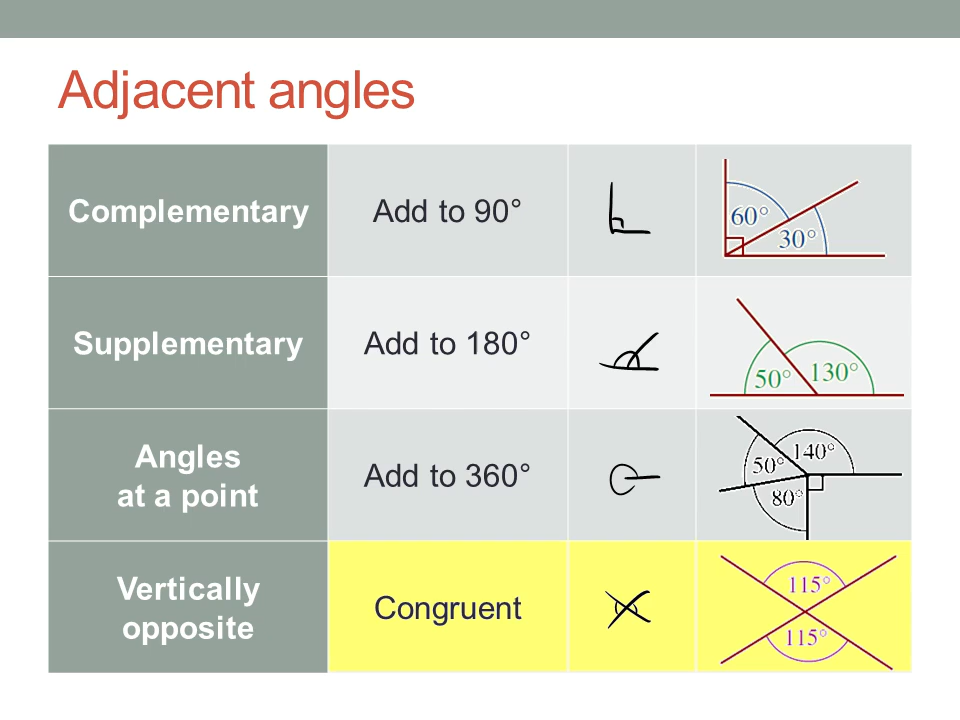 Adjacent angles
Complementary
Add to 90°
60°
30°
Supplementary
Add to 180°
50°
130°
Angles
at a point
Add to 360°
140°
50°
80°
Vertically
opposite
Congruent
115°
115°